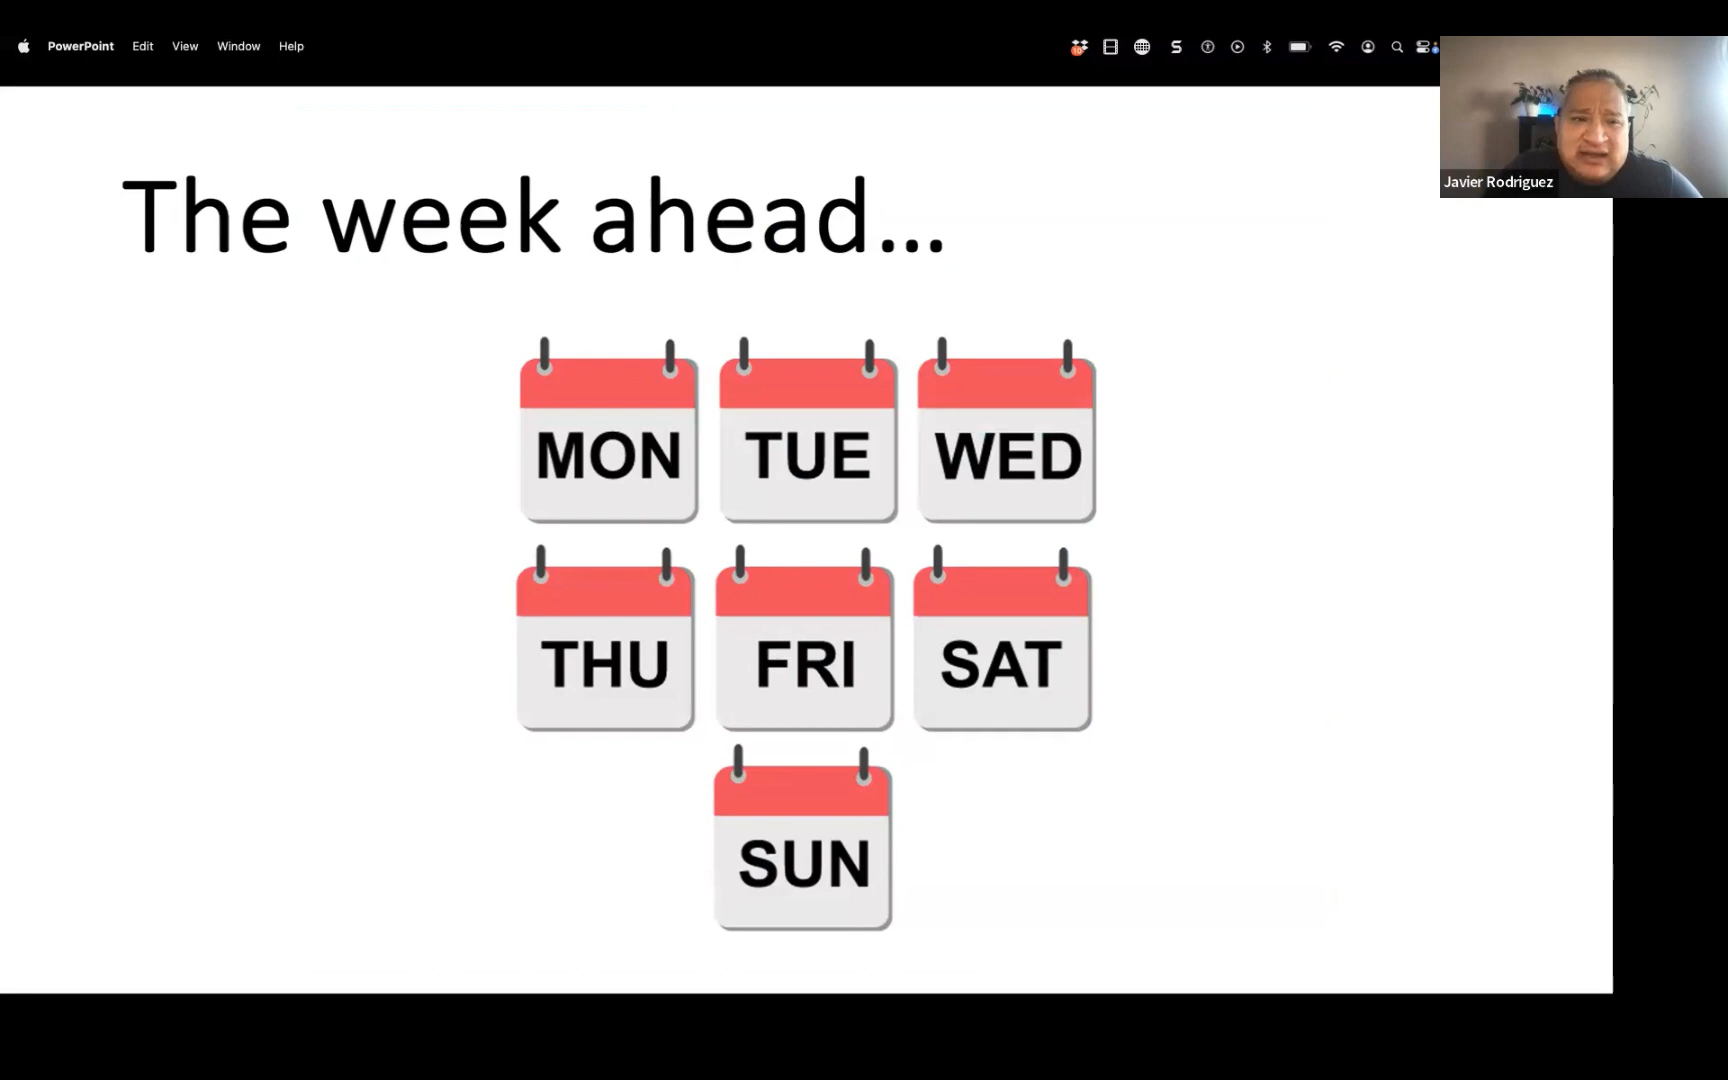 PowerPoint Edit View Window Help
Javier Rodriguez
The week ahead...
MON TUE WED
THU FRI SAT
SUN